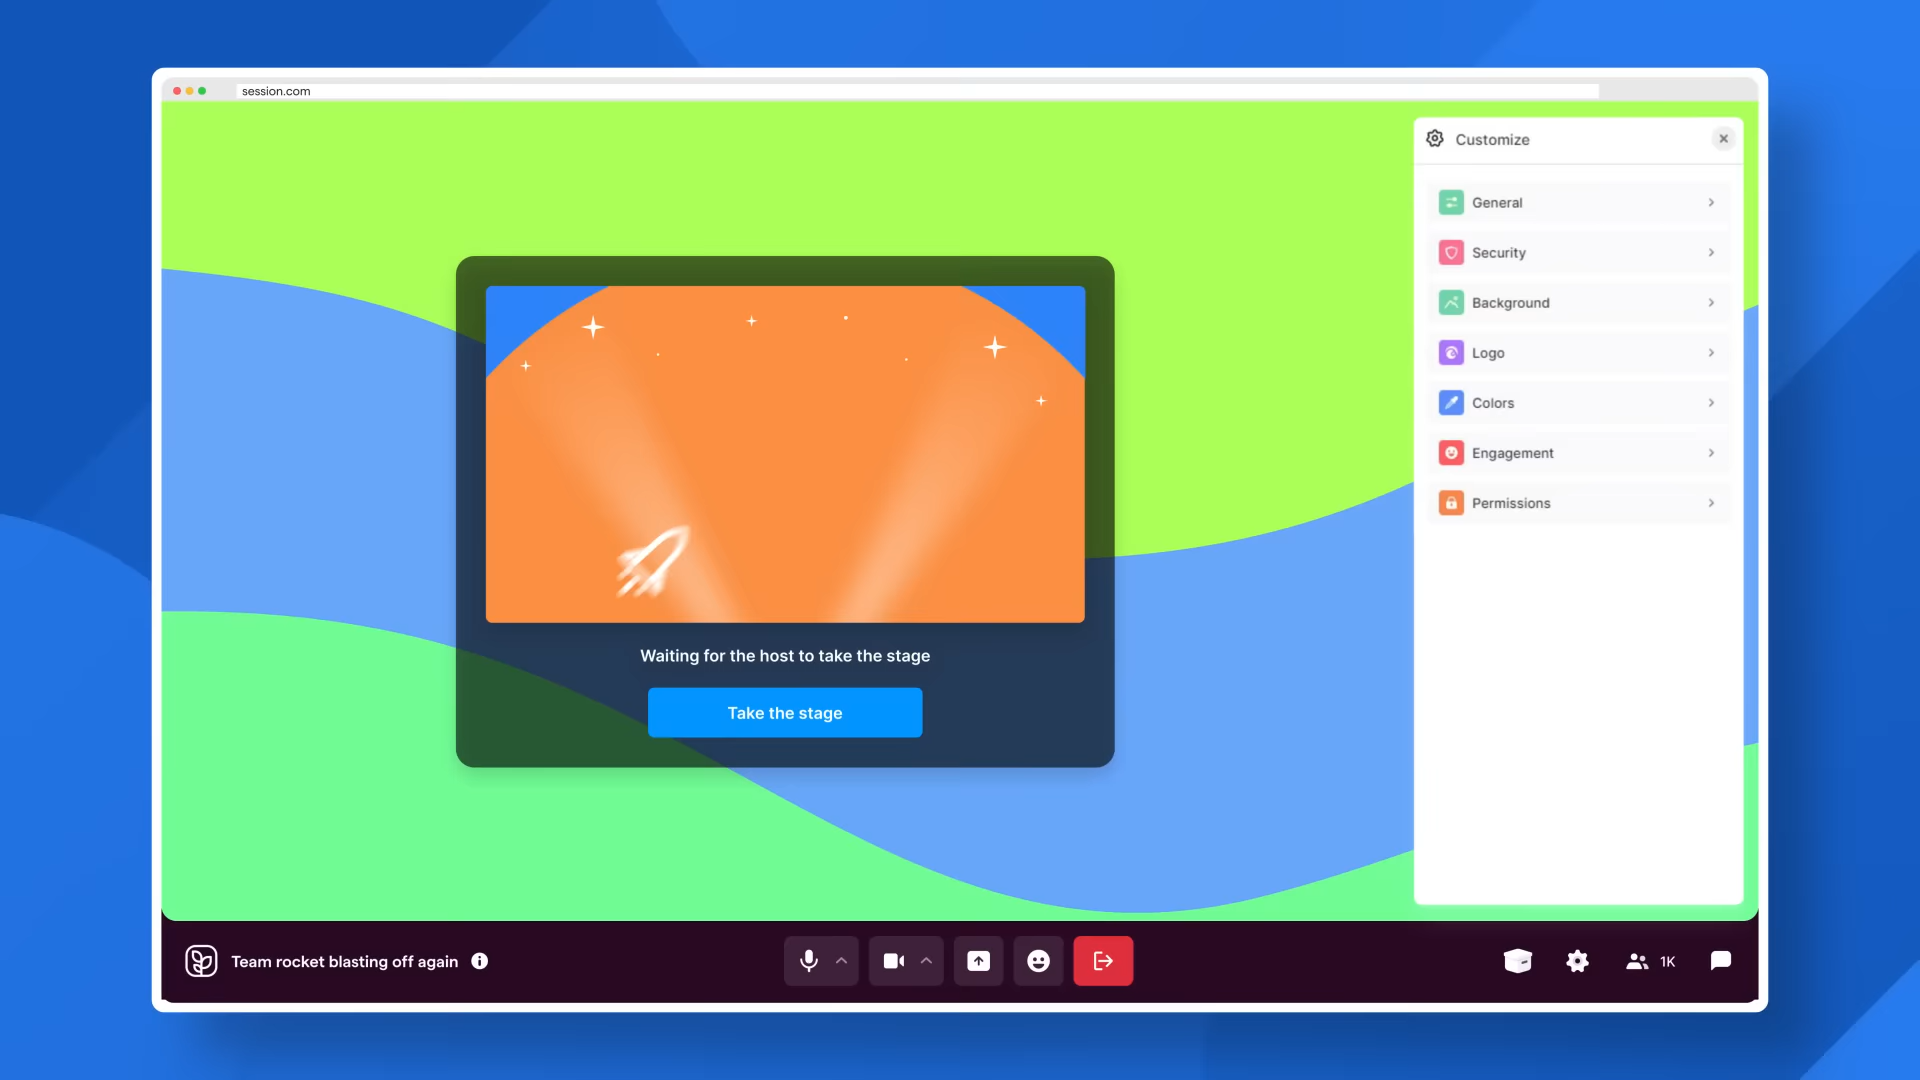 session.com
Customize
General
Security
Background
Logo
Colors
Engagement
Permissions
Waiting for the host to take the stage
Take the stage
Team rocket blasting off again
1K